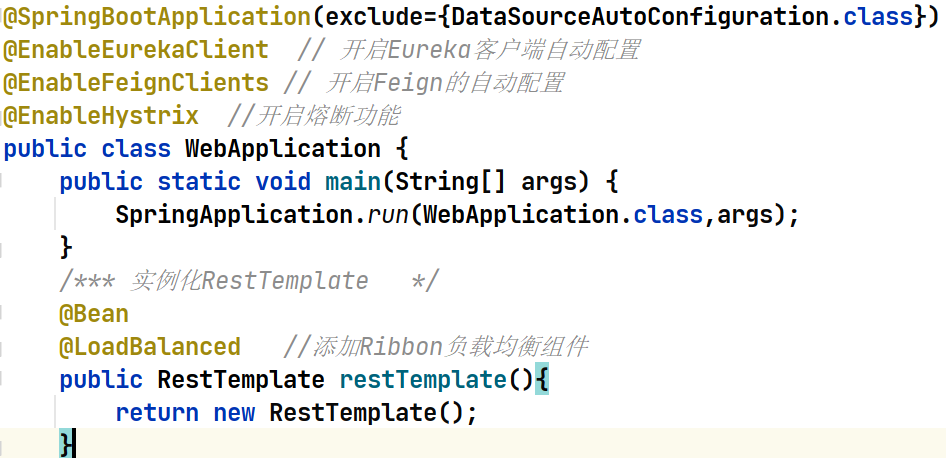 @SpringBootApplication(exclude={DataSourceAutoConfiguration.class})
@EnableEurekaClient  // 开启Eureka客户端自动配置
@EnableFeignClients // 开启Feign的自动配置
@EnableHystrix  //开启熔断功能
public class WebApplication {
    public static void main(String[] args) {
        SpringApplication.run(WebApplication.class,args);
    }
    /*** 实例化RestTemplate   */
    @Bean
    @LoadBalanced   //添加Ribbon负载均衡组件
    public RestTemplate restTemplate(){
        return new RestTemplate();
    }